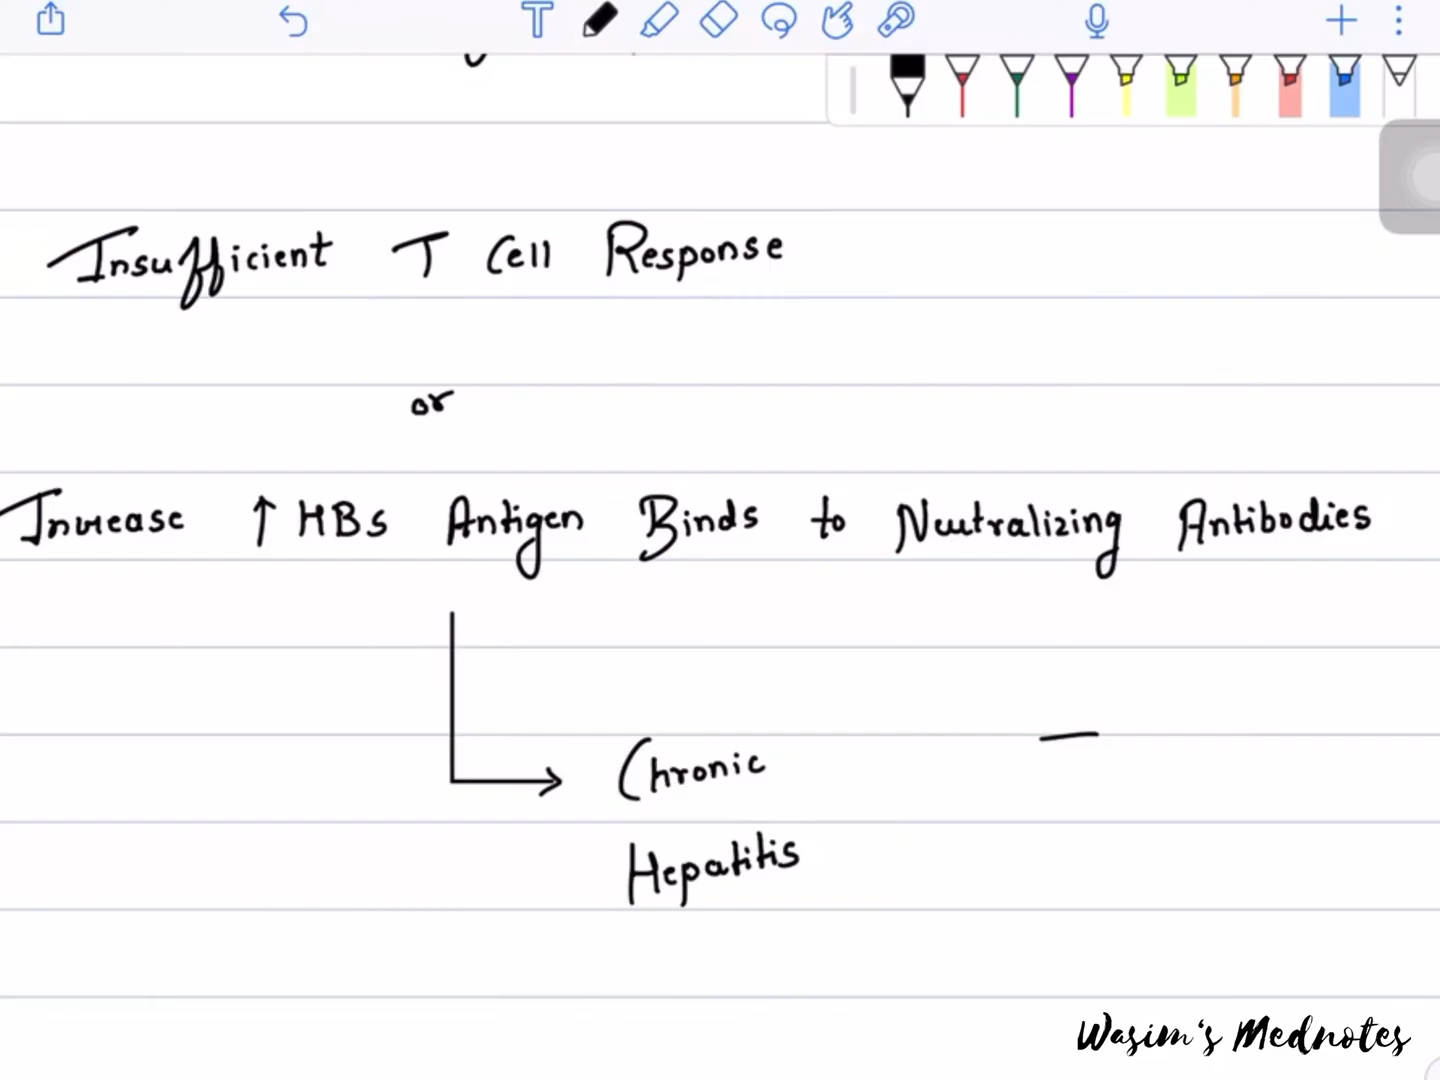 Insufficient T Cell Response
or
Increase ↑ HBs Antigen Binds to Neutralizing Antibodies
Chronic
Hepatitis
Wasim's Mednotes